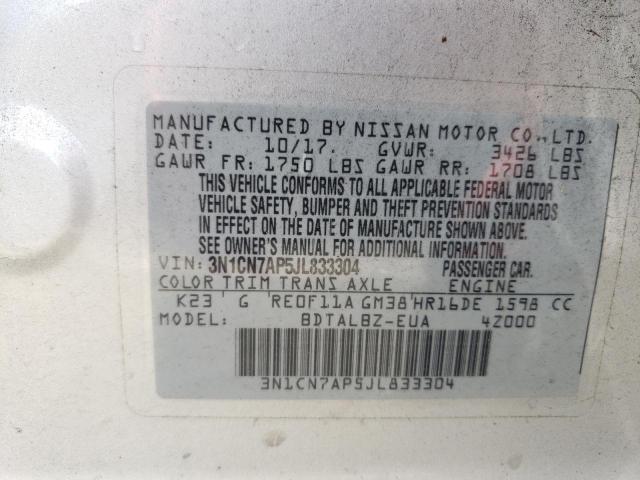 MANUFACTURED BY NISSAN MOTOR CO.,LTD.
DATE: 10/17. GVWR: 3426 LBS
GAWR FR: 1750 LBS GAWR RR: 1708 LBS
THIS VEHICLE CONFORMS TO ALL APPLICABLE FEDERAL MOTOR
VEHICLE SAFETY, BUMPER AND THEFT PREVENTION STANDARDS
IN EFFECT ON THE DATE OF MANUFACTURE SHOWN ABOVE.
SEE OWNER'S MANUAL FOR ADDITIONAL INFORMATION.
VIN: 3N1CN7AP5JL833304 PASSENGER CAR.
COLOR TRIM TRANS AXLE ENGINE
K23 G RE0F11A GM38 HR16DE 1598 CC
MODEL: BDTALBZ-EUA 4Z000
3N1CN7AP5JL833304